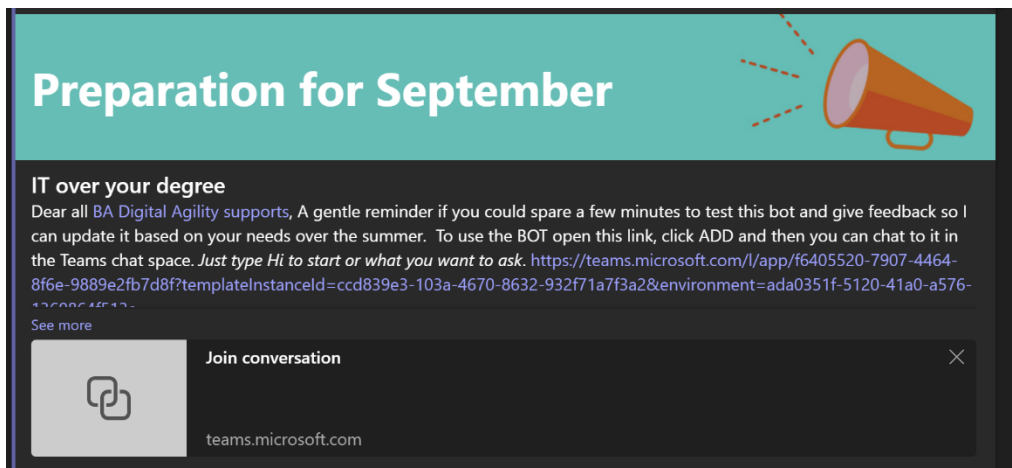 Preparation for September
IT over your degree
Dear all BA Digital Agility supports, A gentle reminder if you could spare a few minutes to test this bot and give feedback so I
can update it based on your needs over the summer.  To use the BOT open this link, click ADD and then you can chat to it in
the Teams chat space. Just type Hi to start or what you want to ask. https://teams.microsoft.com/l/app/f6405520-7907-4464-
8f6e-9889e2fb7d8f?templateInstanceId=ccd839e3-103a-4670-8632-932f71a7f3a2&environment=ada0351f-5120-41a0-a576-
See more
Join conversation
teams.microsoft.com